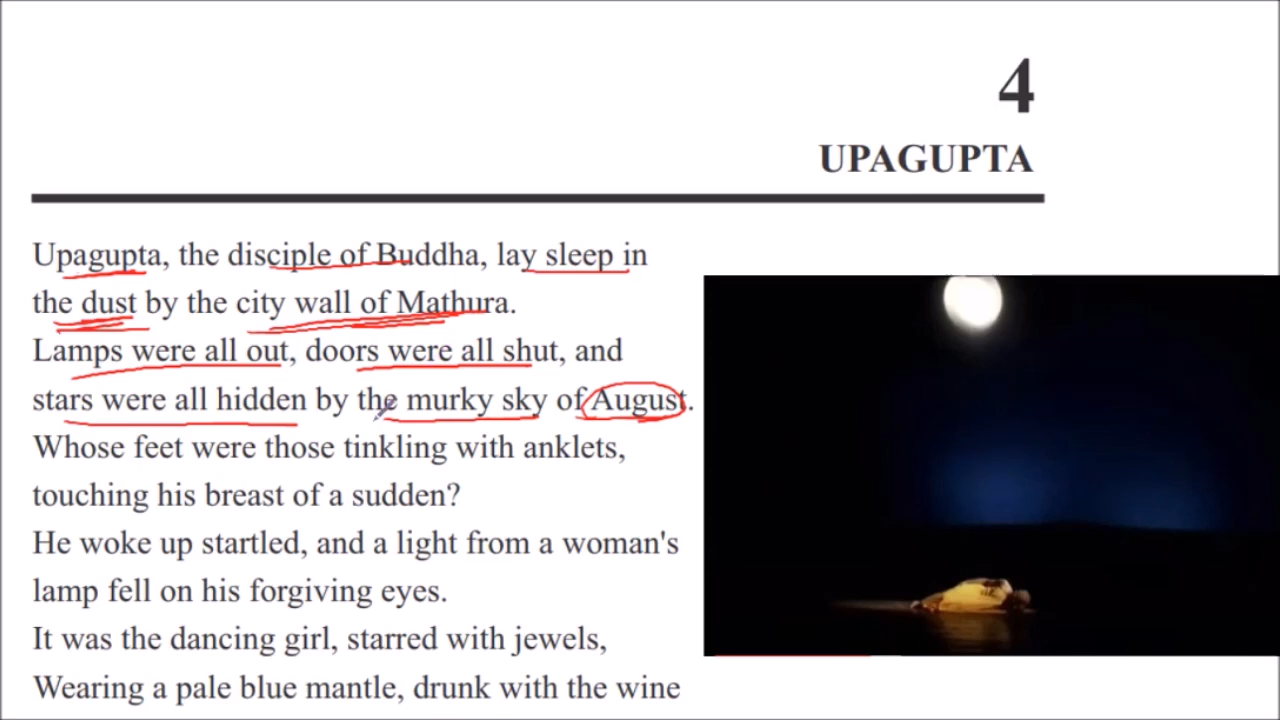 4
UPAGUPTA
Upagupta, the disciple of Buddha, lay sleep in
the dust by the city wall of Mathura.
Lamps were all out, doors were all shut, and
stars were all hidden by the murky sky of August.
Whose feet were those tinkling with anklets,
touching his breast of a sudden?
He woke up startled, and a light from a woman's
lamp fell on his forgiving eyes.
It was the dancing girl, starred with jewels,
Wearing a pale blue mantle, drunk with the wine